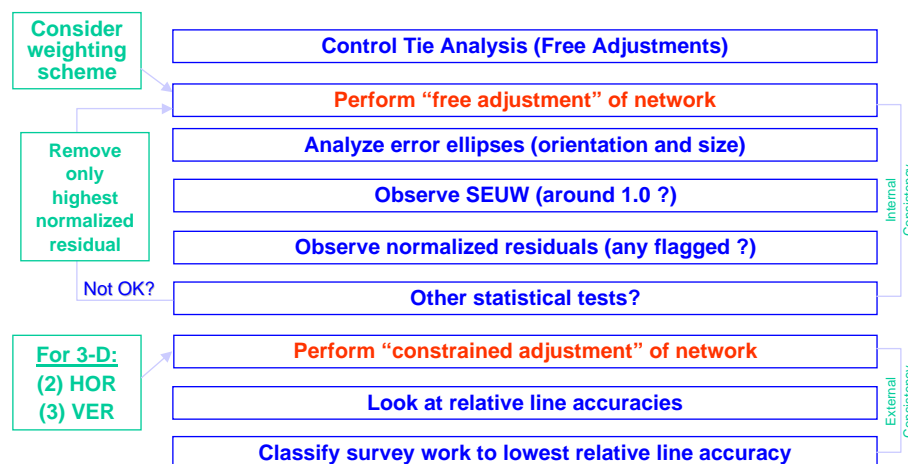 Consider
weighting
scheme
Control Tie Analysis (Free Adjustments)
Perform “free adjustment” of network
Analyze error ellipses (orientation and size)
Remove
only
highest
normalized
residual
Observe SEUW (around 1.0 ?)
Observe normalized residuals (any flagged ?)
Not OK?
Other statistical tests?
Internal
Consistency
For 3-D:
(2) HOR
(3) VER
Perform “constrained adjustment” of network
Look at relative line accuracies
Classify survey work to lowest relative line accuracy
External
Consistency